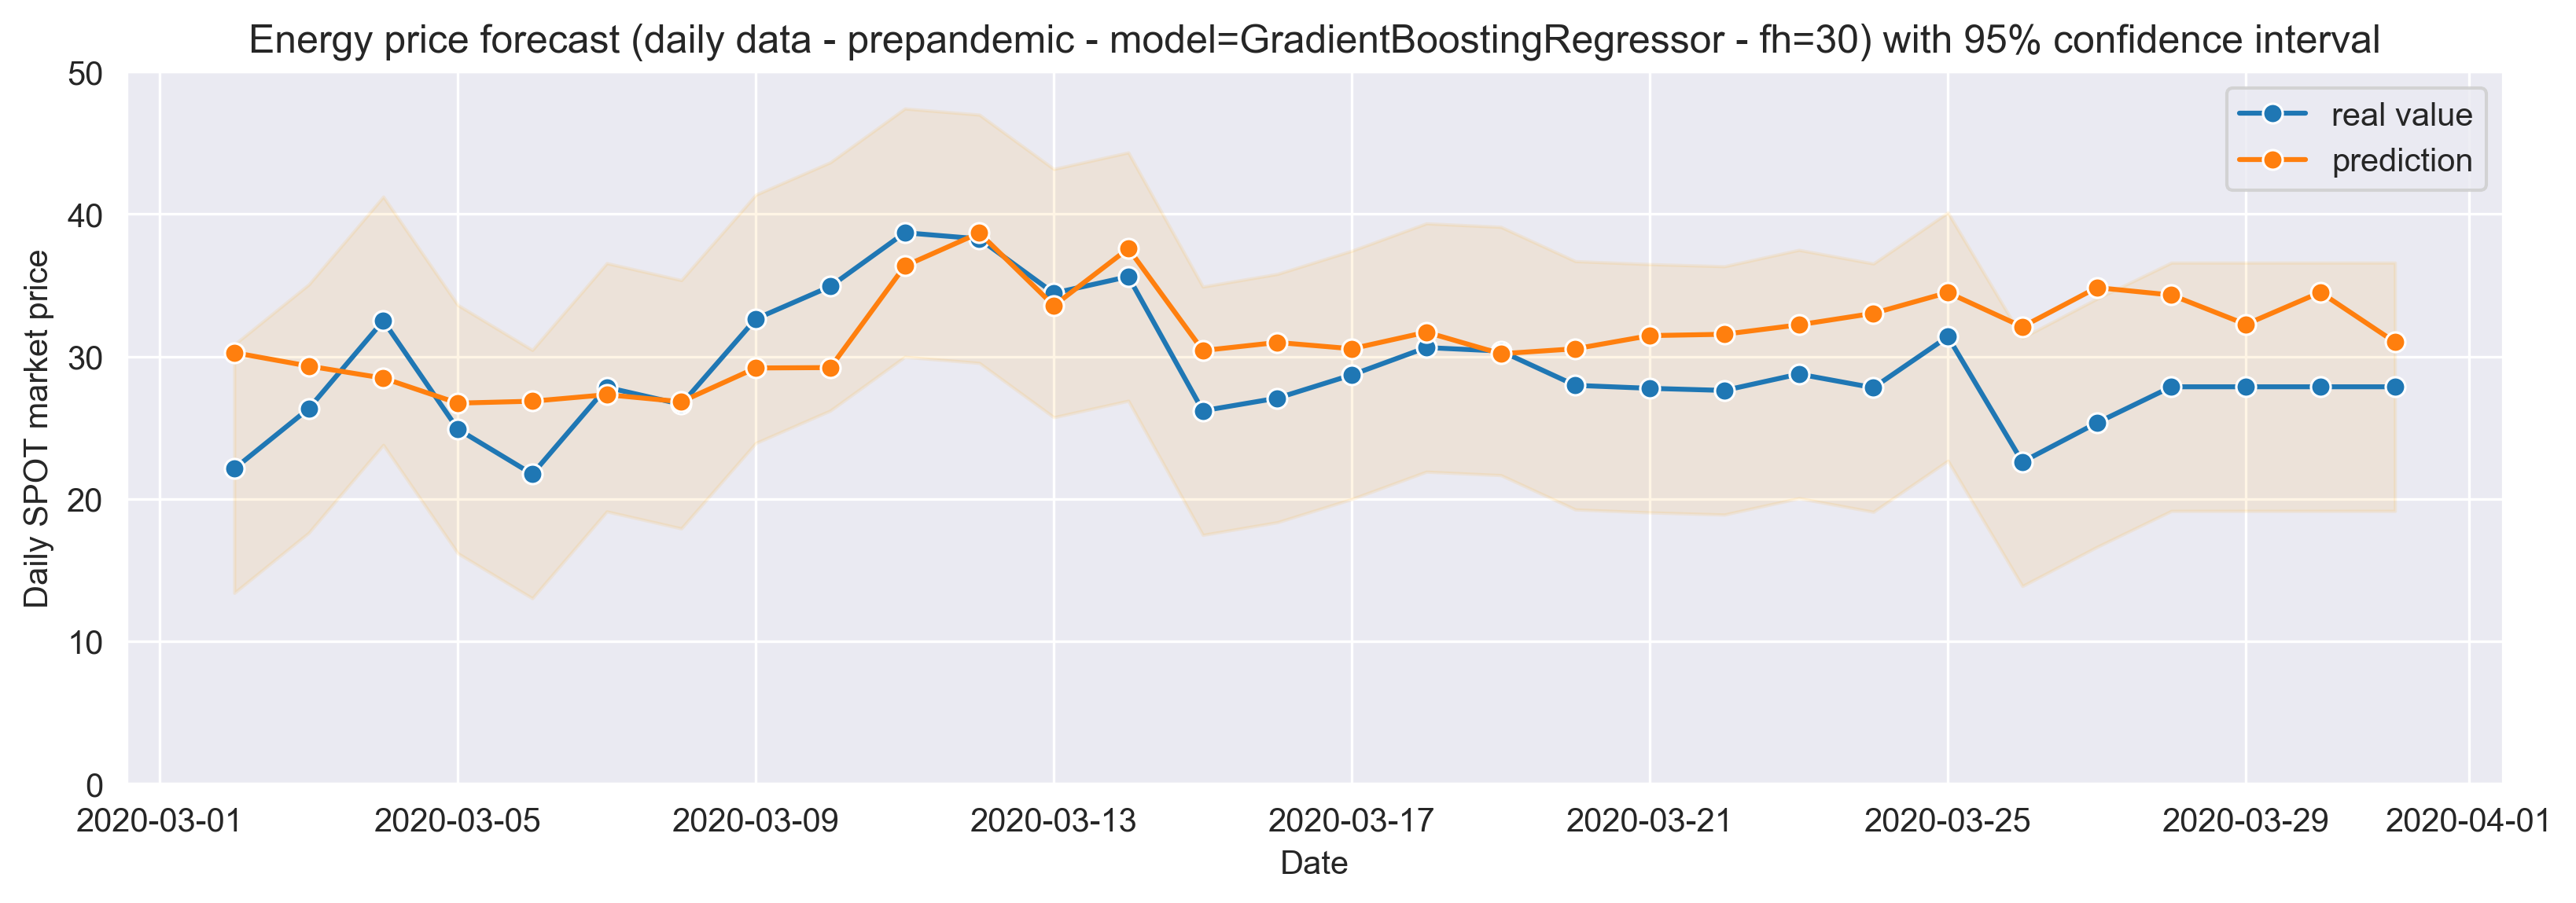 Energy price forecast (daily data - prepandemic - model=GradientBoostingRegressor - fh=30) with 95% confidence interval
real value
prediction
Daily SPOT market price
50
40
30
20
10
0
2020-03-01 2020-03-05 2020-03-09 2020-03-13 2020-03-17 2020-03-21 2020-03-25 2020-03-29 2020-04-01
Date